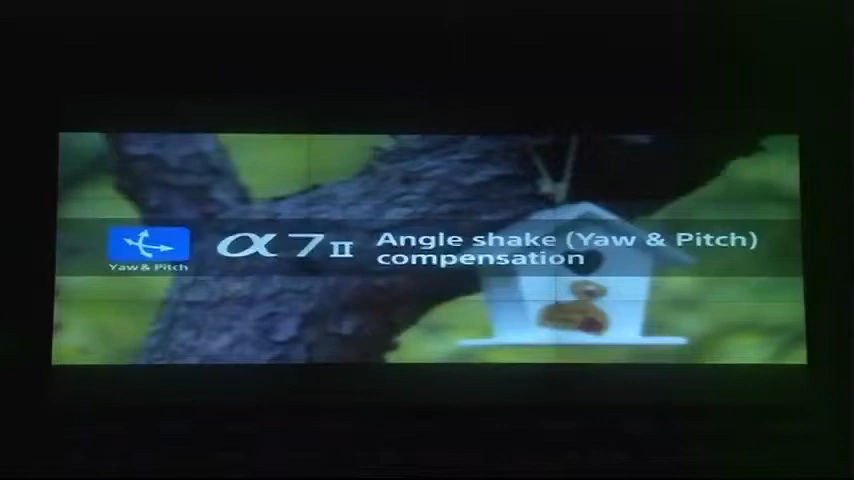 Yaw & Pitch
α7II
Angle shake (Yaw & Pitch)
compensation